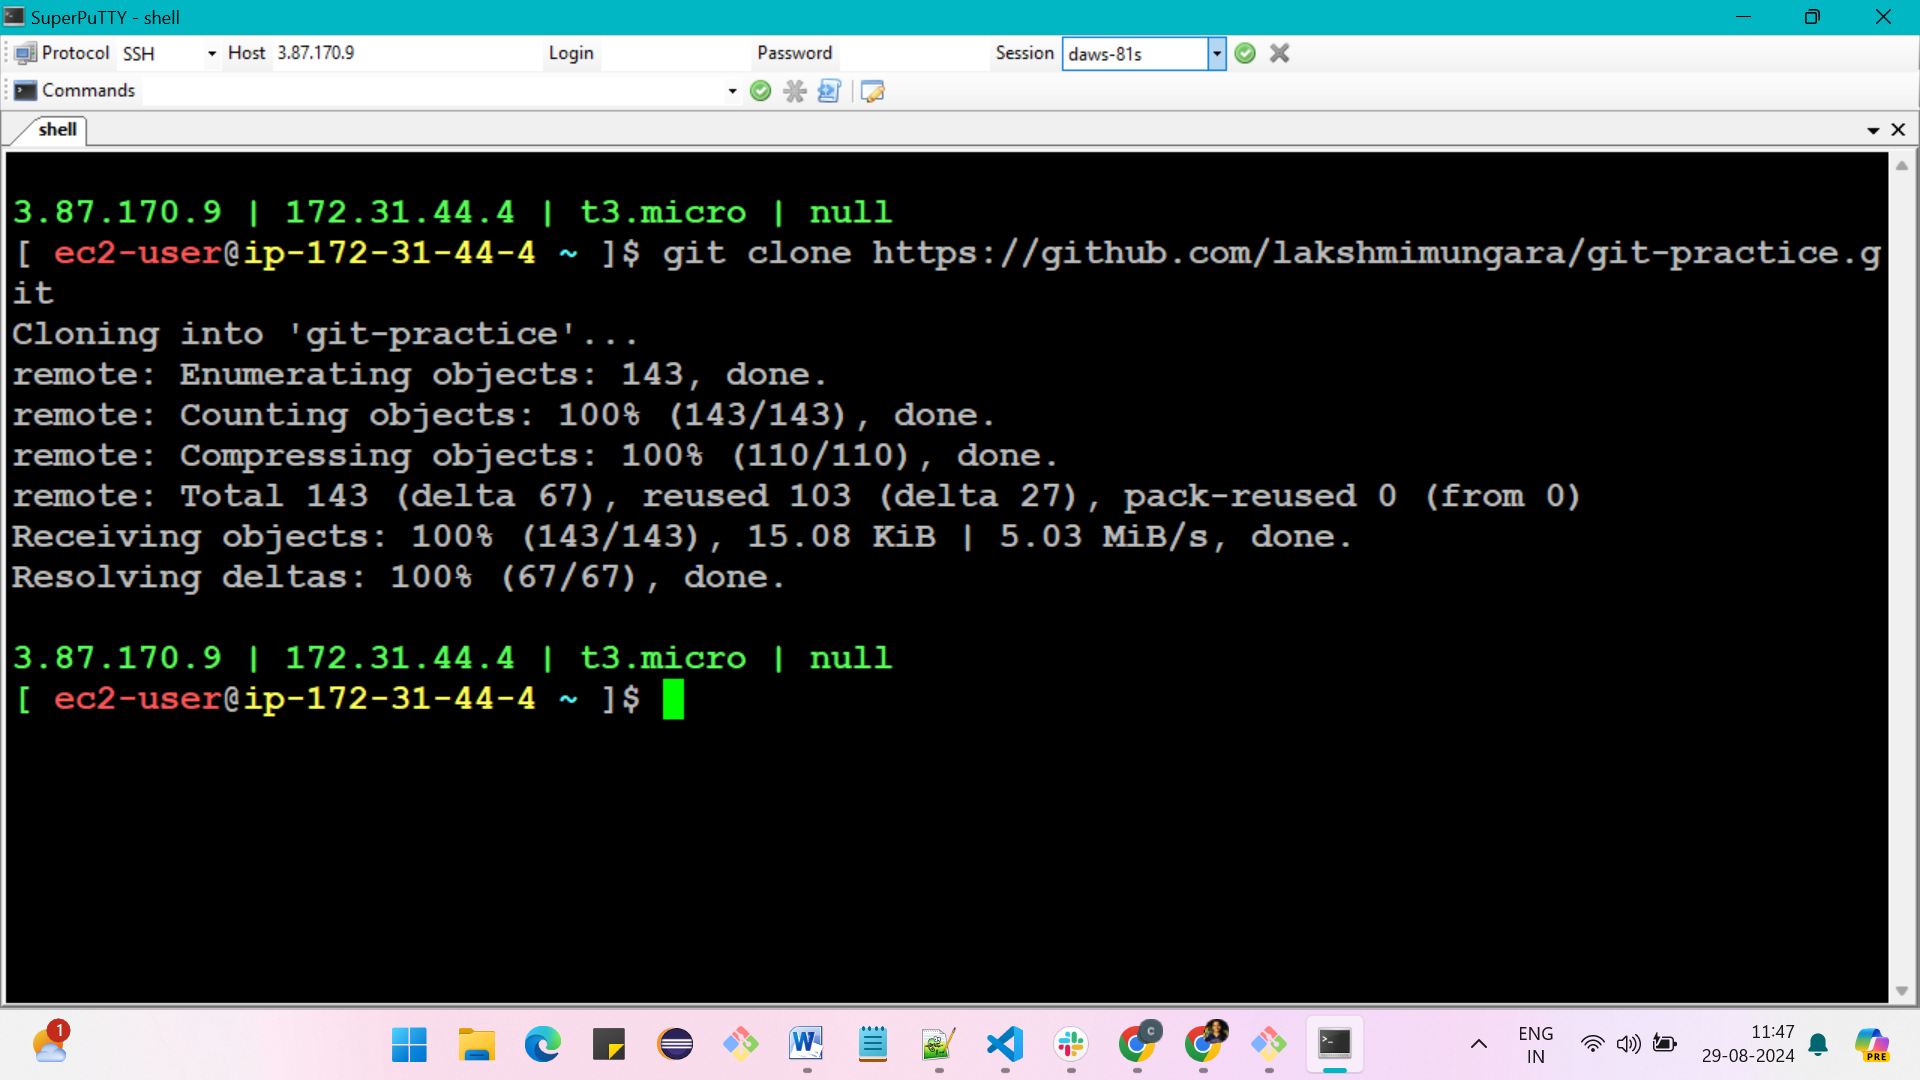 SuperPuTTY - shell
Protocol SSH Host 3.87.170.9 Login Password Session daws-81s
Commands
shell
3.87.170.9 | 172.31.44.4 | t3.micro | null
[ ec2-user@ip-172-31-44-4 ~ ]$ git clone https://github.com/lakshmimungara/git-practice.g
it
Cloning into 'git-practice'...
remote: Enumerating objects: 143, done.
remote: Counting objects: 100% (143/143), done.
remote: Compressing objects: 100% (110/110), done.
remote: Total 143 (delta 67), reused 103 (delta 27), pack-reused 0 (from 0)
Receiving objects: 100% (143/143), 15.08 KiB | 5.03 MiB/s, done.
Resolving deltas: 100% (67/67), done.
3.87.170.9 | 172.31.44.4 | t3.micro | null
[ ec2-user@ip-172-31-44-4 ~ ]$
1
W
C
ENG
IN
11:47
29-08-2024
PRE